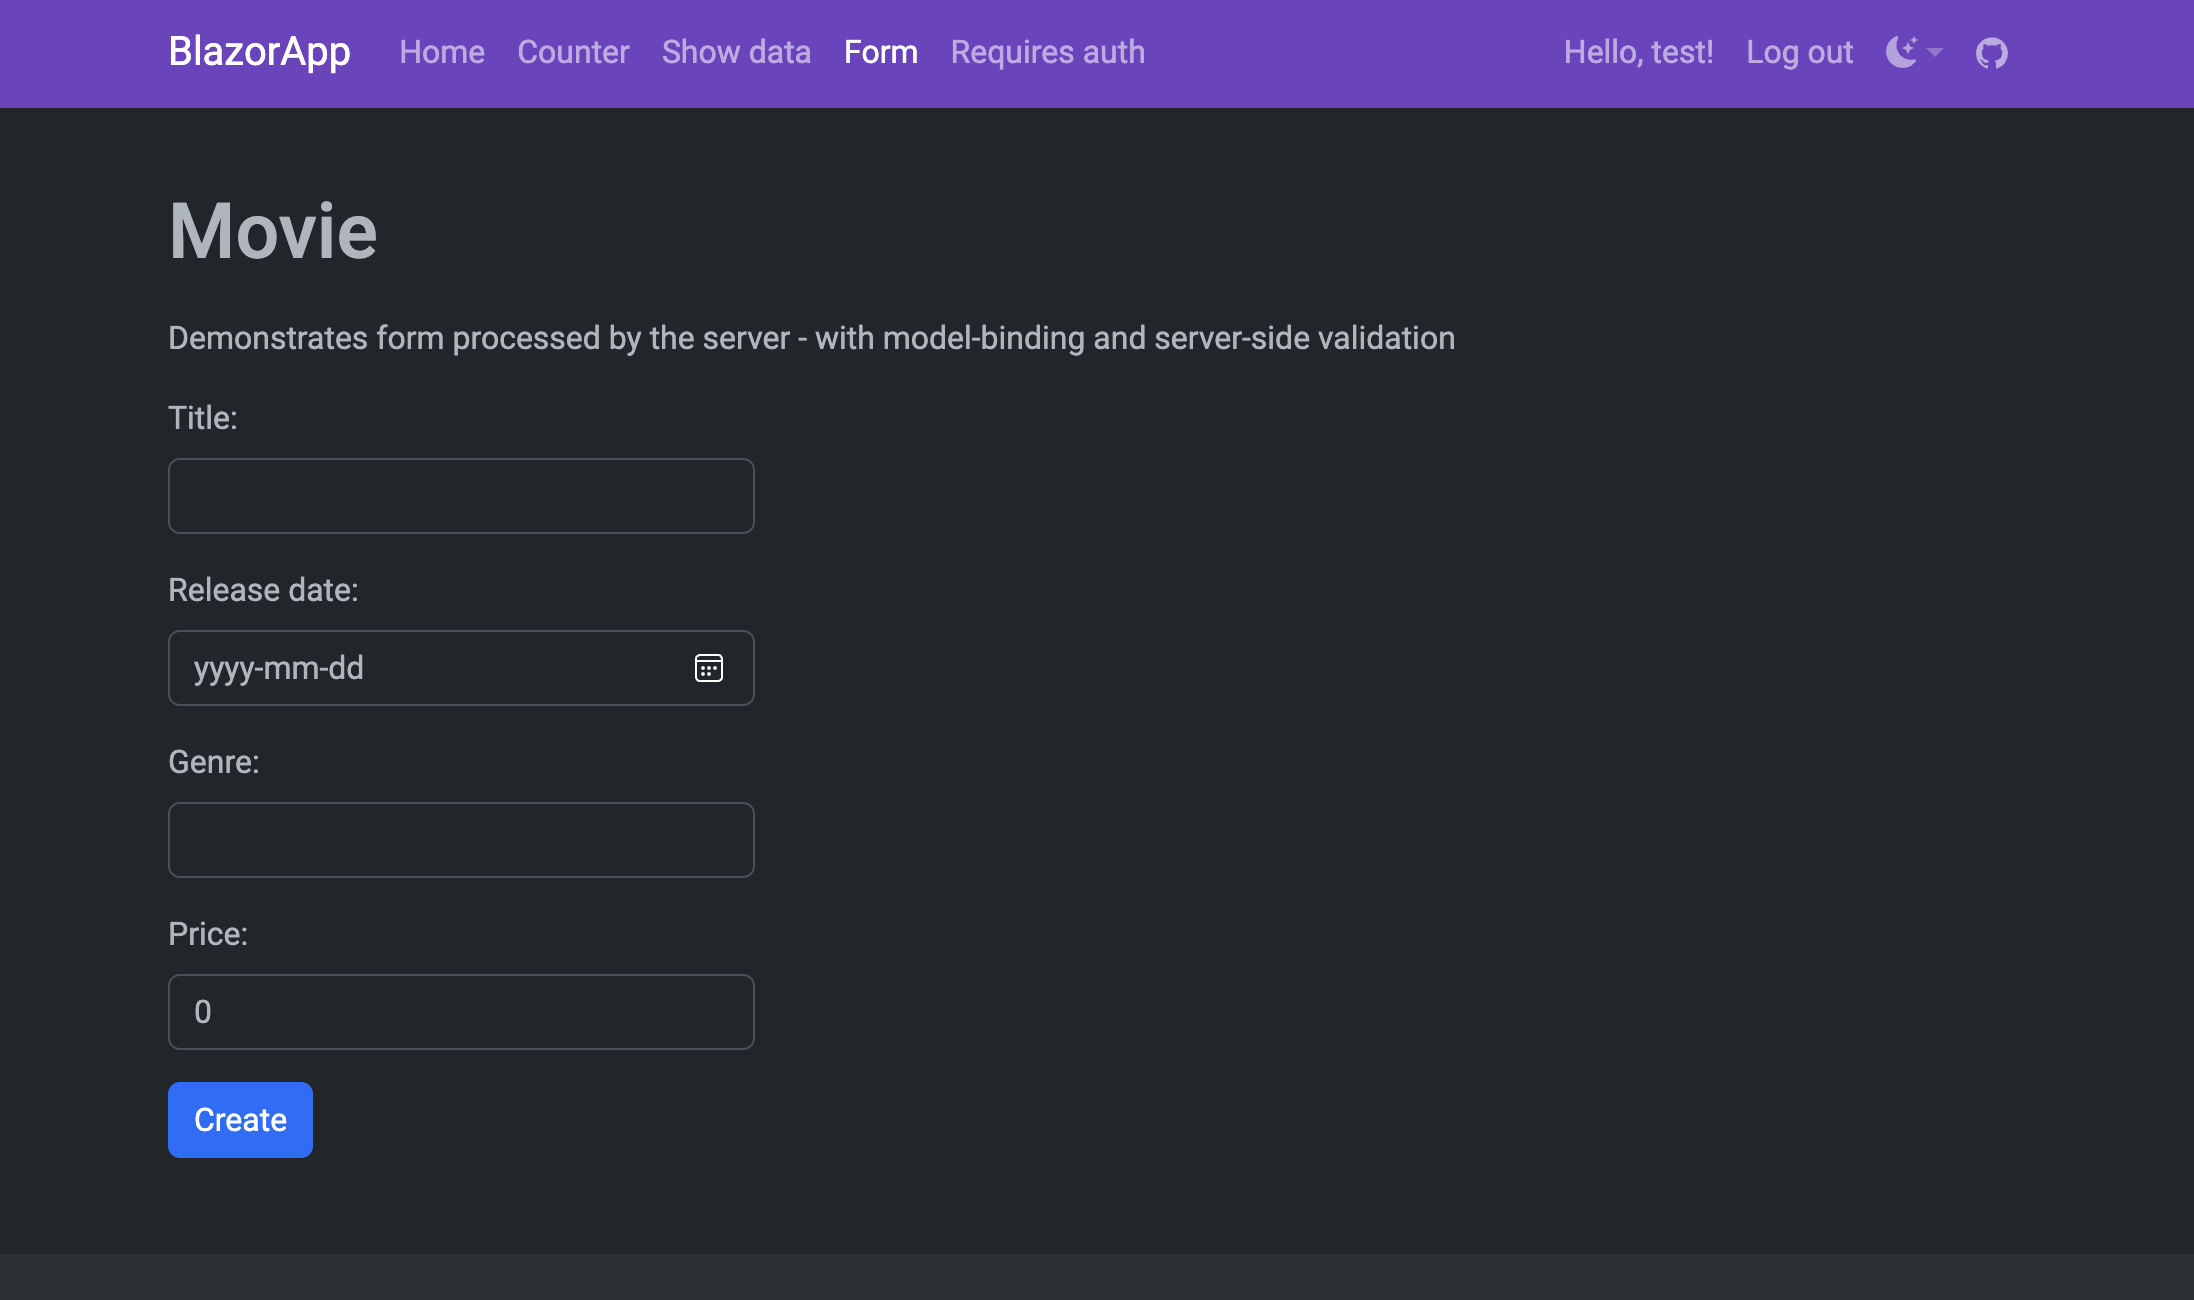 BlazorApp Home Counter Show data Form Requires auth Hello, test! Log out
Movie
Demonstrates form processed by the server - with model-binding and server-side validation
Title:
Release date:
yyyy-mm-dd
Genre:
Price:
0
Create